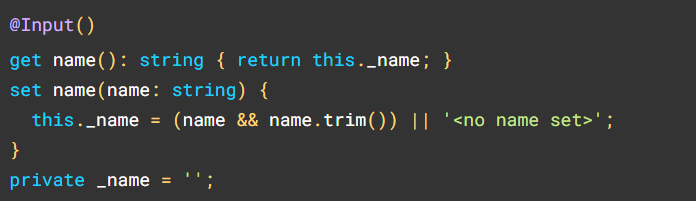 @Input()
get name(): string { return this._name; }
set name(name: string) {
  this._name = (name && name.trim()) || '<no name set>';
}
private _name = '';